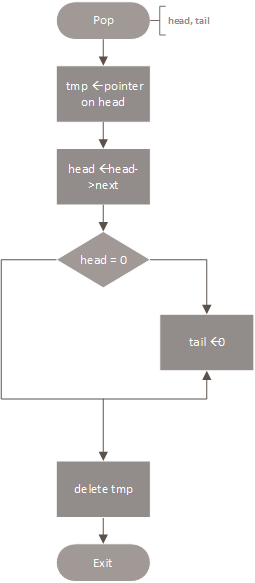 Pop
head, tail
tmp ←pointer
on head
head ←head-
>next
head = 0
tail ←0
delete tmp
Exit